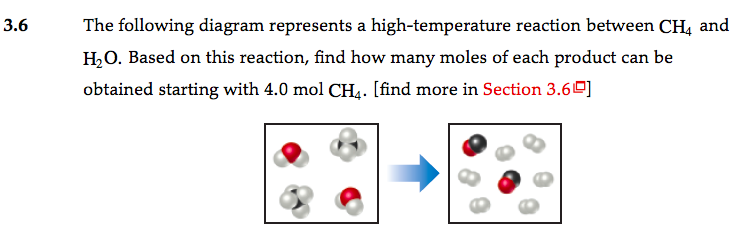 3.6 The following diagram represents a high-temperature reaction between CH₄ and
H₂O. Based on this reaction, find how many moles of each product can be
obtained starting with 4.0 mol CH₄. [find more in Section 3.6]